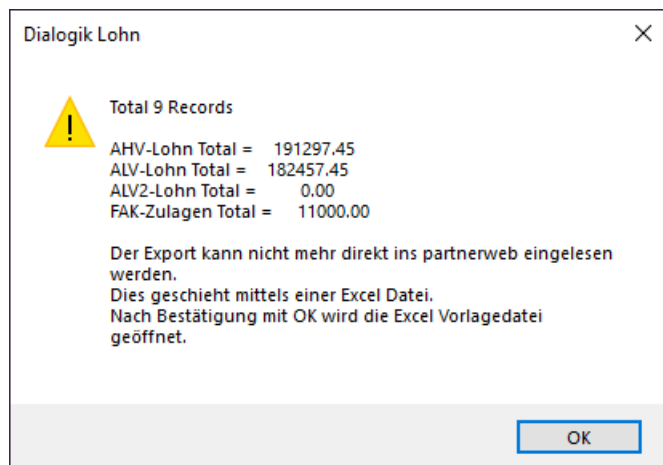 Dialogik Lohn
Total 9 Records
AHV-Lohn Total = 191297.45
ALV-Lohn Total = 182457.45
ALV2-Lohn Total = 0.00
FAK-Zulagen Total = 11000.00
Der Export kann nicht mehr direkt ins partnerweb eingelesen
werden.
Dies geschieht mittels einer Excel Datei.
Nach Bestätigung mit OK wird die Excel Vorlagedatei
geöffnet.
OK